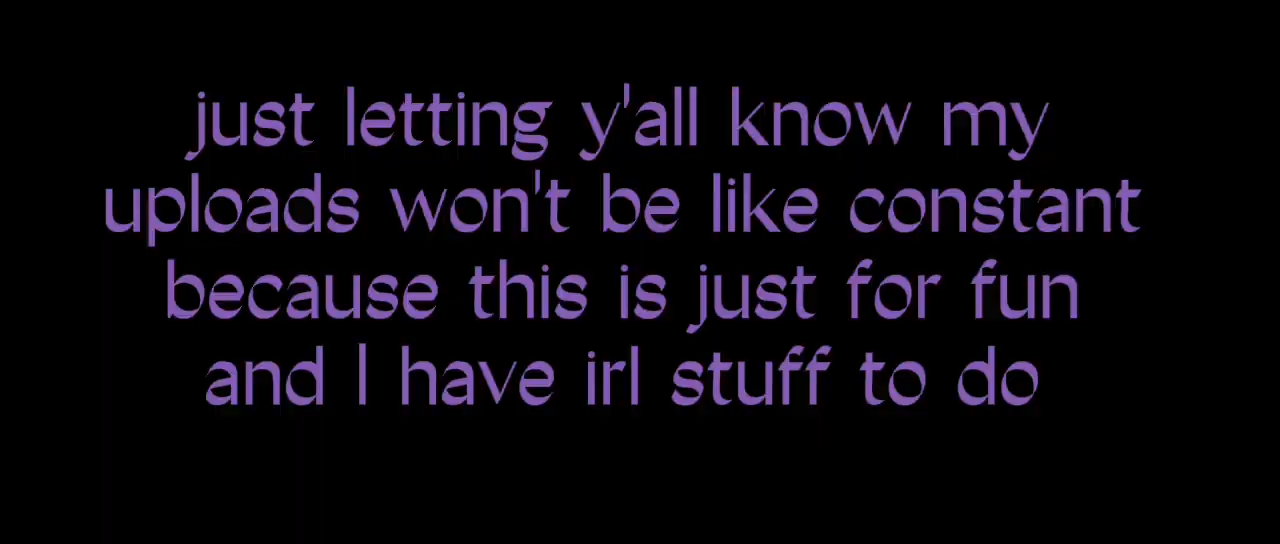 just letting y'all know my
uploads won't be like constant
because this is just for fun
and I have irl stuff to do